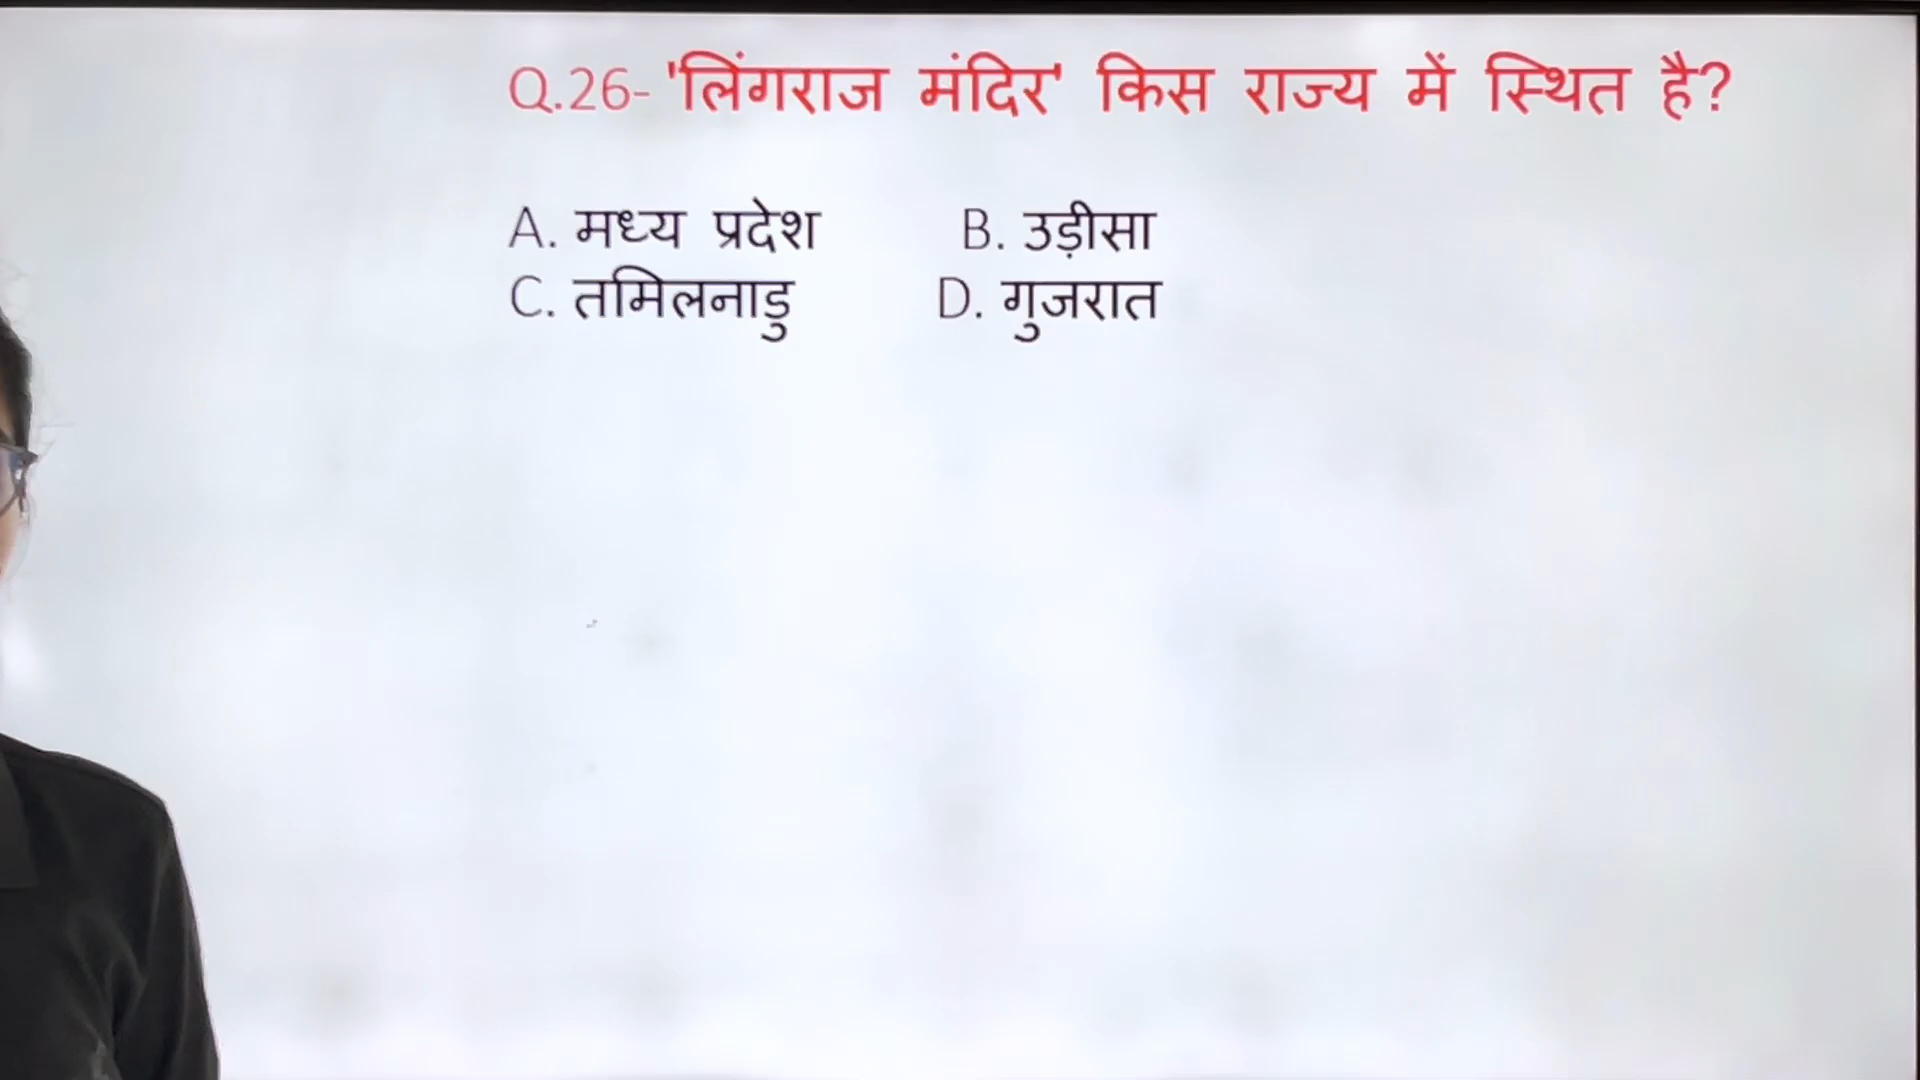 Q.26- 'लिंगराज मंदिर' किस राज्य में स्थित है?
A. मध्य प्रदेश B. उड़ीसा
C. तमिलनाडु D. गुजरात